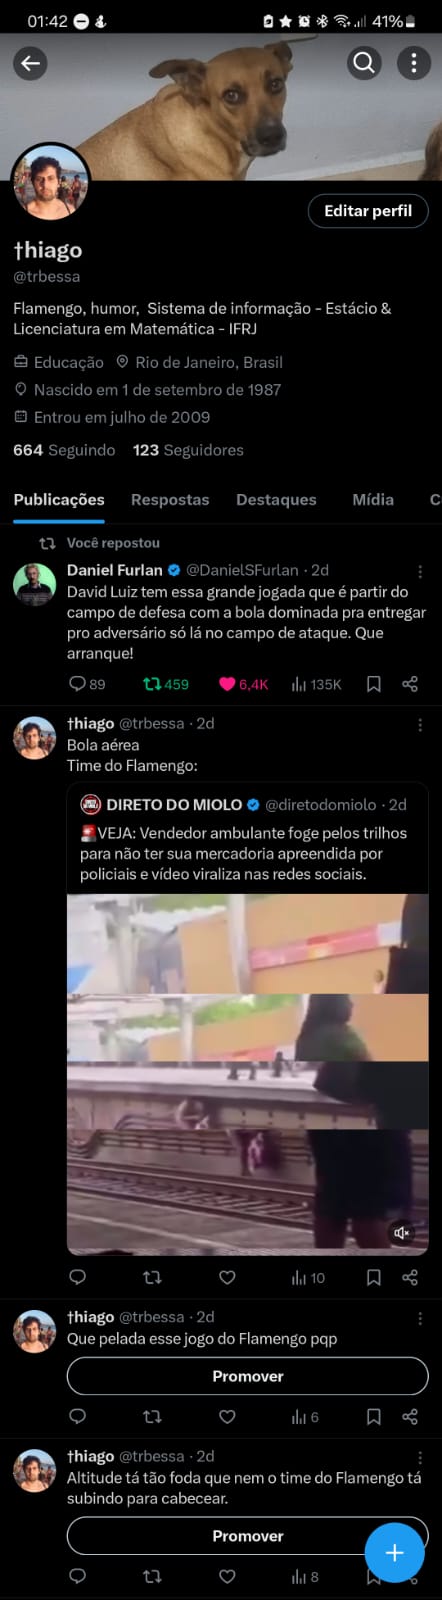 01:42
41%
Editar perfil
†hiago
@trbessa
Flamengo, humor, Sistema de informação - Estácio &
Licenciatura em Matemática - IFRJ
Educação Rio de Janeiro, Brasil
Nascido em 1 de setembro de 1987
Entrou em julho de 2009
664 Seguindo 123 Seguidores
Publicações Respostas Destaques Mídia C
Você repostou
Daniel Furlan @DanielSFurlan · 2d
David Luiz tem essa grande jogada que é partir do
campo de defesa com a bola dominada pra entregar
pro adversário só lá no campo de ataque. Que
arranque!
89 459 6,4K 135K
†hiago @trbessa · 2d
Bola aérea
Time do Flamengo:
DIRETO DO MIOLO @diretodomiolo · 2d
🚨VEJA: Vendedor ambulante foge pelos trilhos
para não ter sua mercadoria apreendida por
policiais e vídeo viraliza nas redes sociais.
10
†hiago @trbessa · 2d
Que pelada esse jogo do Flamengo pqp
Promover
6
†hiago @trbessa · 2d
Altitude tá tão foda que nem o time do Flamengo tá
subindo para cabecear.
Promover
8